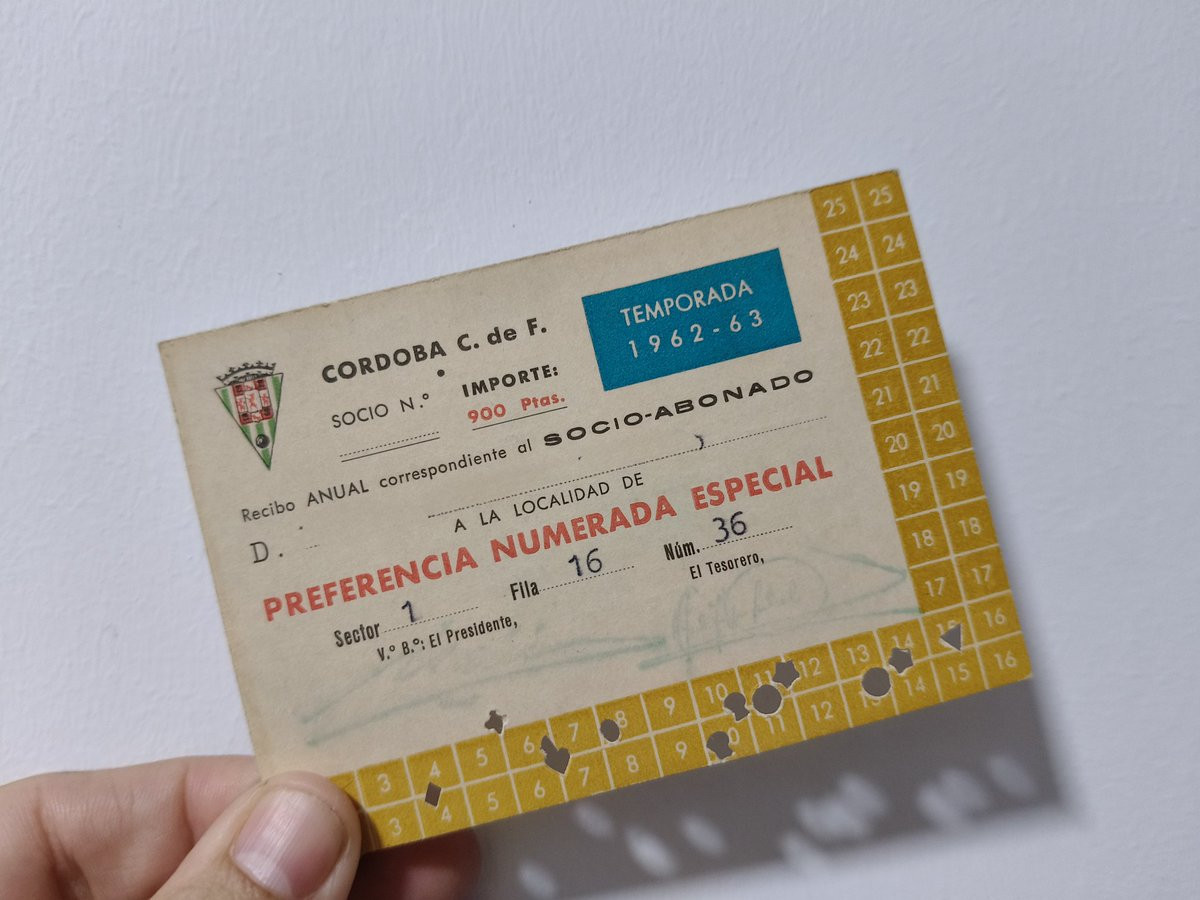 CORDOBA C. de F.
TEMPORADA
1962-63
SOCIO N.º
IMPORTE:
900 Ptas.
Recibo ANUAL correspondiente al SOCIO-ABONADO
D.
A LA LOCALIDAD DE
PREFERENCIA NUMERADA ESPECIAL
Sector 1 Fila 16 Núm. 36
V.º B.º: El Presidente, El Tesorero,
25 25
24 24
23 23
22 22
21 21
20 20
19 19
18 18
17 17
3 4 5 6 7 8 9 10 11 12 13 14 15 16
3 4 5 6 7 8 9 10 11 12 13 14 15 16